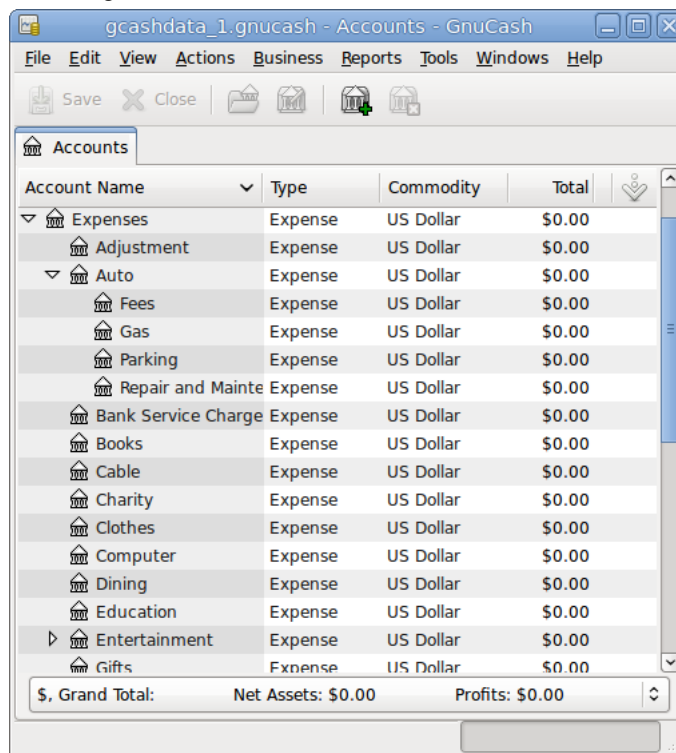 gcashdata_1.gnucash - Accounts - GnuCash
File Edit View Actions Business Reports Tools Windows Help
Save Close
Accounts
Account Name Type Commodity Total
Expenses Expense US Dollar $0.00
Adjustment Expense US Dollar $0.00
Auto Expense US Dollar $0.00
Fees Expense US Dollar $0.00
Gas Expense US Dollar $0.00
Parking Expense US Dollar $0.00
Repair and Mainte Expense US Dollar $0.00
Bank Service Charge Expense US Dollar $0.00
Books Expense US Dollar $0.00
Cable Expense US Dollar $0.00
Charity Expense US Dollar $0.00
Clothes Expense US Dollar $0.00
Computer Expense US Dollar $0.00
Dining Expense US Dollar $0.00
Education Expense US Dollar $0.00
Entertainment Expense US Dollar $0.00
Gifts Expense US Dollar $0.00
$, Grand Total: Net Assets: $0.00 Profits: $0.00